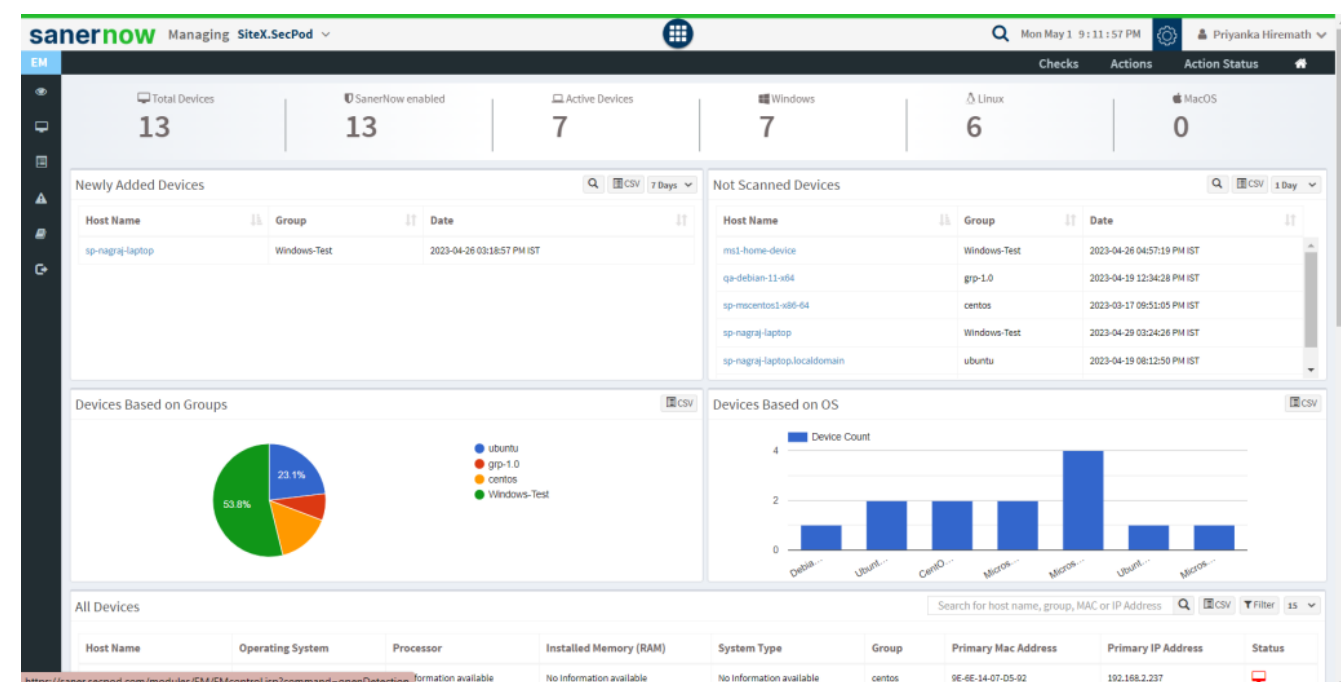 sanernow Managing SiteX.SecPod Mon May 1 9:11:57 PM Priyanka Hiremath
EM Checks Actions Action Status
Total Devices SanerNow enabled Active Devices Windows Linux MacOS
13 13 7 7 6 0
Newly Added Devices CSV 7 Days
Host Name Group Date
sp-nagraj-laptop Windows-Test 2023-04-26 03:18:57 PM IST
Not Scanned Devices CSV 1 Day
Host Name Group Date
ms1-home-device Windows-Test 2023-04-26 04:57:19 PM IST
qa-debian-11-x64 grp-1.0 2023-04-19 12:34:28 PM IST
sp-mscentos1-x86-64 centos 2023-03-17 09:51:05 PM IST
sp-nagraj-laptop Windows-Test 2023-04-29 03:24:26 PM IST
sp-nagraj-laptop.localdomain ubuntu 2023-04-19 08:12:50 PM IST
Devices Based on Groups CSV
23.1%
53.8%
ubuntu
grp-1.0
centos
Windows-Test
Devices Based on OS CSV
Device Count
4
2
0
Debia... Ubunt... CentO... Micros... Micros... Ubunt... Micros...
All Devices Search for host name, group, MAC or IP Address CSV Filter 15
Host Name Operating System Processor Installed Memory (RAM) System Type Group Primary Mac Address Primary IP Address Status
formation available No Information available No Information available centos 9E-6E-14-07-D5-92 192.168.2.237